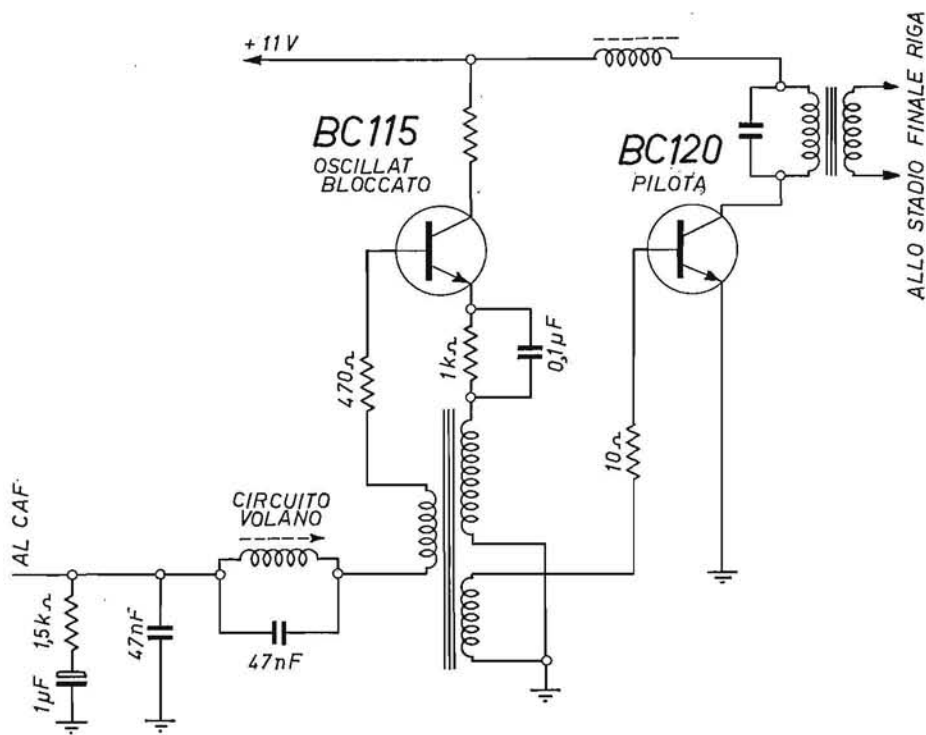 + 11V
BC115
OSCILLAT
BLOCCATO
BC120
PILOTA
ALLO STADIO FINALE RIGA
470Ω
1kΩ
0,1µF
10Ω
AL CAF.
CIRCUITO
VOLANO
1,5kΩ
47nF
47nF
1µF